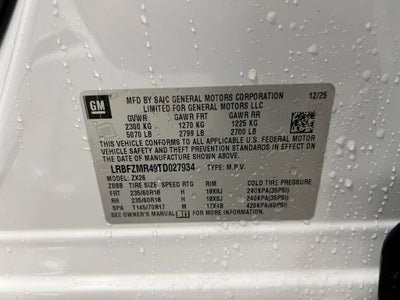 GM
MFD BY SAIC GENERAL MOTORS CORPORATION 12/25
LIMITED FOR GENERAL MOTORS LLC
GVWR GAWR FRT GAWR RR
2300 KG 1270 KG 1225 KG
5070 LB 2799 LB 2700 LB
THIS VEHICLE CONFORMS TO ALL APPLICABLE U.S. FEDERAL MOTOR
VEHICLE SAFETY, AND THEFT PREVENTION STANDARDS IN EFFECT ON
THE DATE OF MANUFACTURE SHOWN ABOVE.
LRBFZMR49TD027934 TYPE: M.P.V.
MODEL: ZX26
TIRE SIZE SPEED RTG RIM COLD TIRE PRESSURE
FRT 235/60R18 H 18X8J 240KPA(35PSI)
RR 235/60R18 H 18X8J 240KPA(35PSI)
SPA T145/70R17 M 420KPA(60PSI)
SEE OWNER'S MANUAL FOR ADDITIONAL INFORMATION